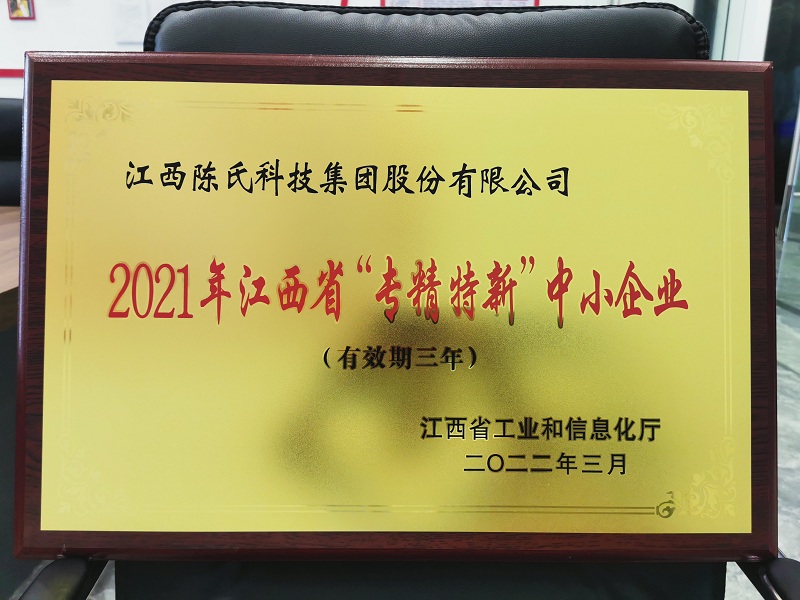 江西陈氏科技集团股份有限公司
2021年江西省“专精特新”中小企业
（有效期三年）
江西省工业和信息化厅
二〇二二年三月